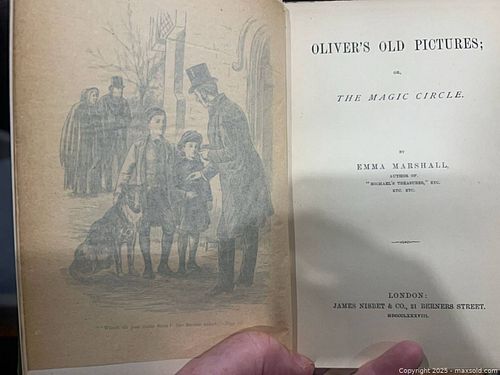 OLIVER'S OLD PICTURES;
OR,
THE MAGIC CIRCLE.
BY
EMMA MARSHALL,
AUTHOR OF
"MICHAEL'S TREASURES," ETC.
ETC. ETC.
LONDON:
JAMES NISBET & CO., 21 BERNERS STREET.
MDCCCLXXXVIII.
Copyright © 2025 - maxsold.com